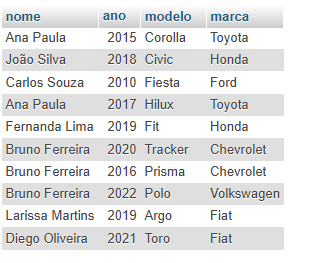 nome ano modelo marca
Ana Paula 2015 Corolla Toyota
João Silva 2018 Civic Honda
Carlos Souza 2010 Fiesta Ford
Ana Paula 2017 Hilux Toyota
Fernanda Lima 2019 Fit Honda
Bruno Ferreira 2020 Tracker Chevrolet
Bruno Ferreira 2016 Prisma Chevrolet
Bruno Ferreira 2022 Polo Volkswagen
Larissa Martins 2019 Argo Fiat
Diego Oliveira 2021 Toro Fiat